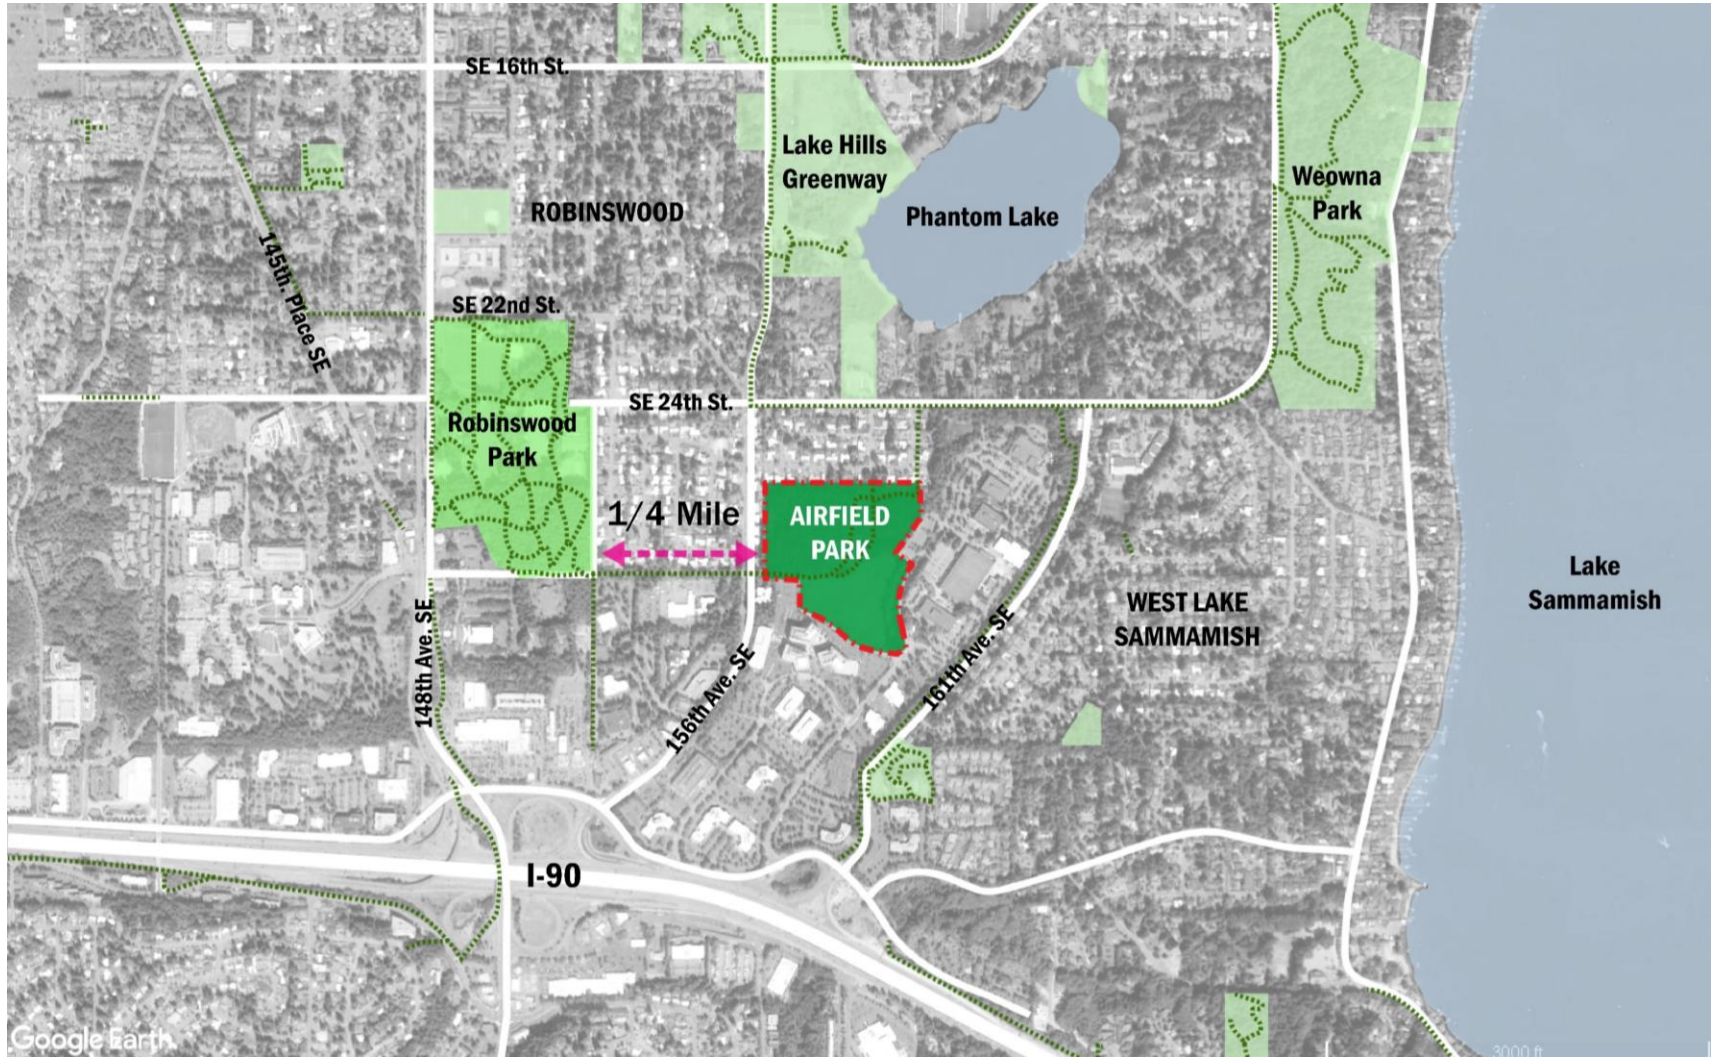 SE 16th St.
Lake Hills
Greenway
Weowna
Park
ROBINSWOOD
Phantom Lake
145th. Place SE
SE 22nd St.
SE 24th St.
Robinswood
Park
1/4 Mile
AIRFIELD
PARK
Lake
Sammamish
WEST LAKE
SAMMAMISH
148th Ave. SE
156th Ave. SE
161th Ave. SE
I-90
Google Earth
3000 ft